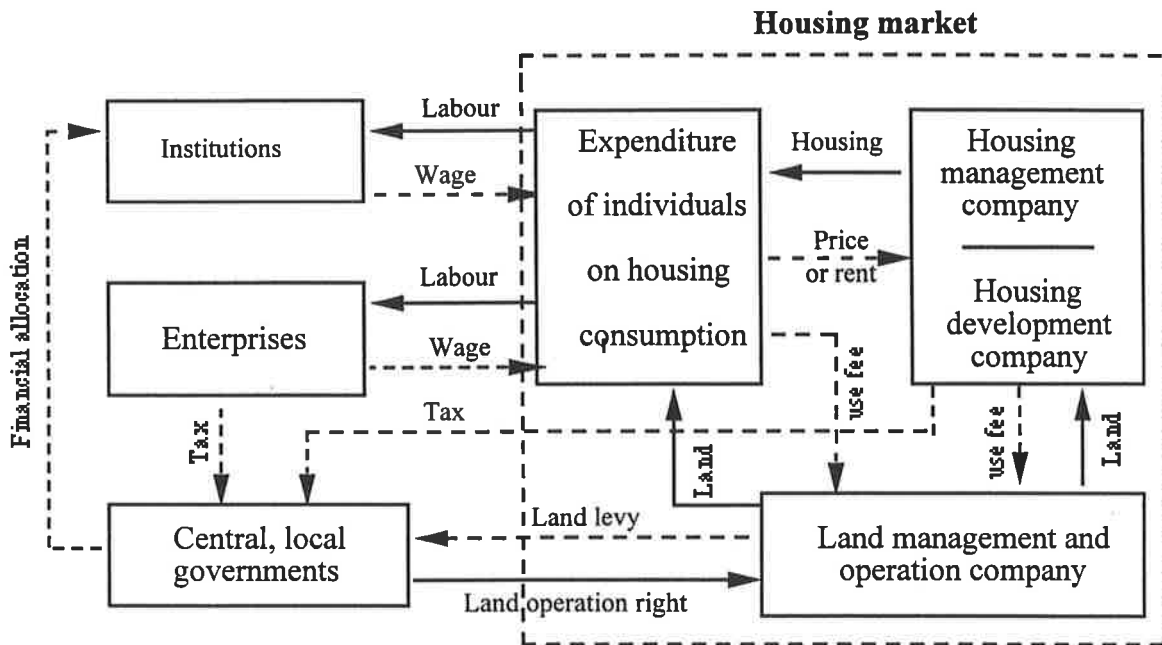 Housing market
Labour
Institutions
Wage
Expenditure
of individuals
on housing
consumption
Housing
Price
or rent
Housing
management
company
Housing
development
company
Financial allocation
Labour
Enterprises
Wage
Tax
Tax
use fee
use fee
Land
Land
Central, local
governments
Land levy
Land operation right
Land management and
operation company